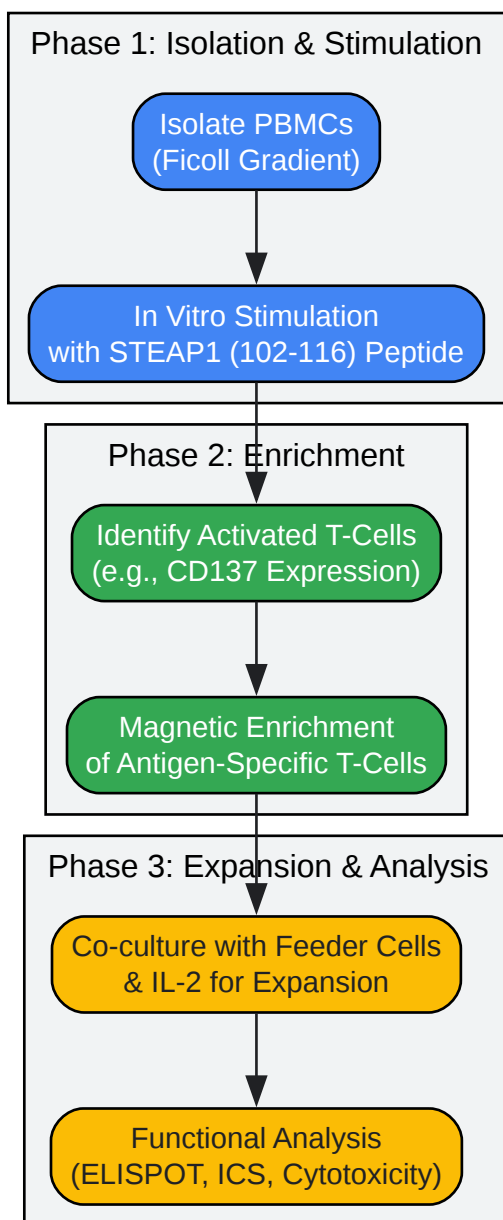 Phase 1: Isolation & Stimulation
Isolate PBMCs
(Ficoll Gradient)
In Vitro Stimulation
with STEAP1 (102-116) Peptide
Phase 2: Enrichment
Identify Activated T-Cells
(e.g., CD137 Expression)
Magnetic Enrichment
of Antigen-Specific T-Cells
Phase 3: Expansion & Analysis
Co-culture with Feeder Cells
& IL-2 for Expansion
Functional Analysis
(ELISPOT, ICS, Cytotoxicity)